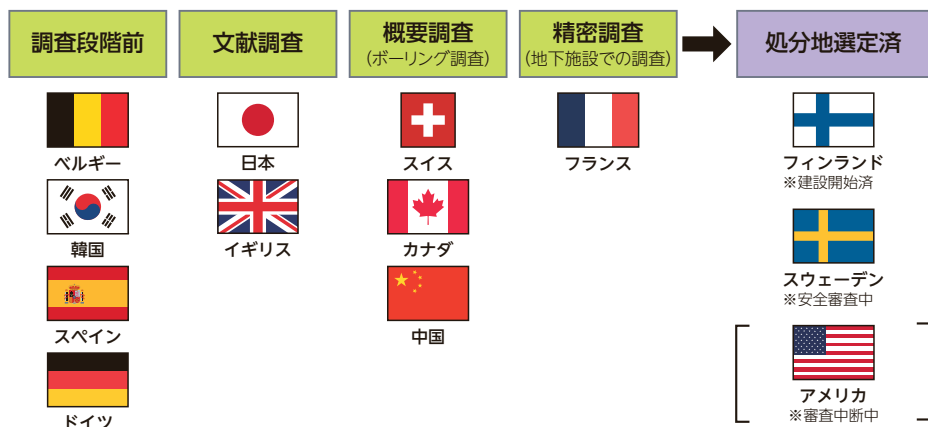 調査段階前
ベルギー
韓国
スペイン
ドイツ
文献調査
日本
イギリス
概要調査
(ボーリング調査)
スイス
カナダ
中国
精密調査
(地下施設での調査)
フランス
処分地選定済
フィンランド
※建設開始済
スウェーデン
※安全審査中
アメリカ
※審査中断中